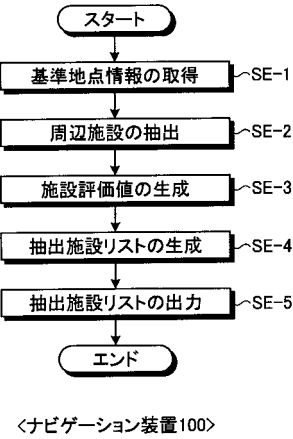 スタート
基準地点情報の取得 SE-1
周辺施設の抽出 SE-2
施設評価値の生成 SE-3
抽出施設リストの生成 SE-4
抽出施設リストの出力 SE-5
エンド
<ナビゲーション装置100>